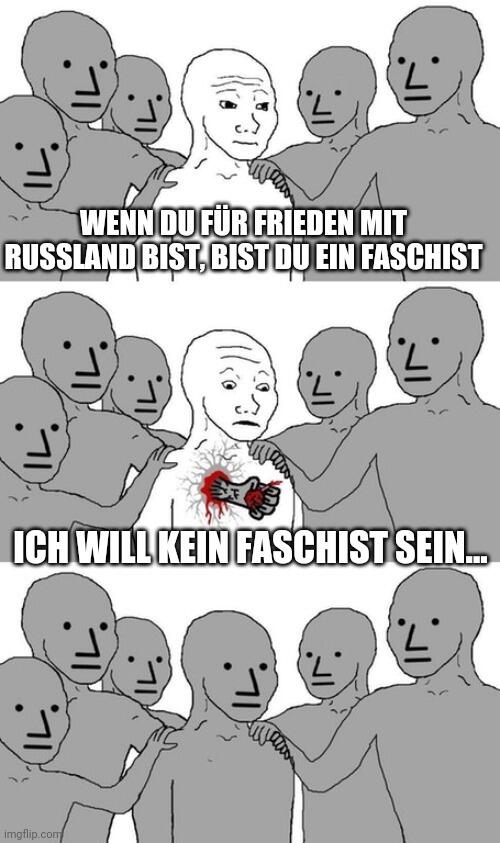 WENN DU FÜR FRIEDEN MIT
RUSSLAND BIST, BIST DU EIN FASCHIST
ICH WILL KEIN FASCHIST SEIN...
imgflip.com